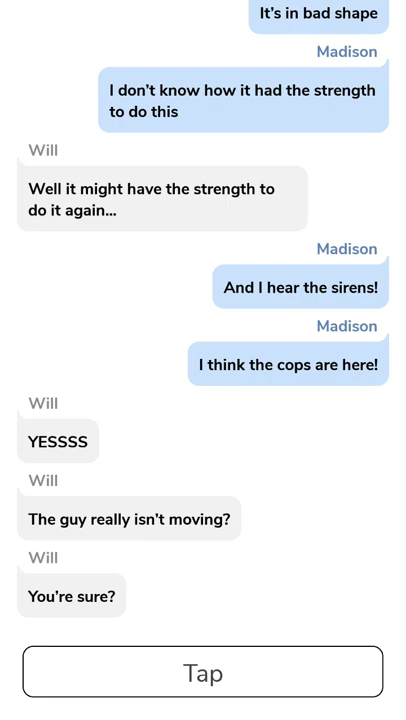 It’s in bad shape
Madison
I don’t know how it had the strength
to do this
Will
Well it might have the strength to
do it again...
Madison
And I hear the sirens!
Madison
I think the cops are here!
Will
YESSSS
Will
The guy really isn’t moving?
Will
You’re sure?
Tap